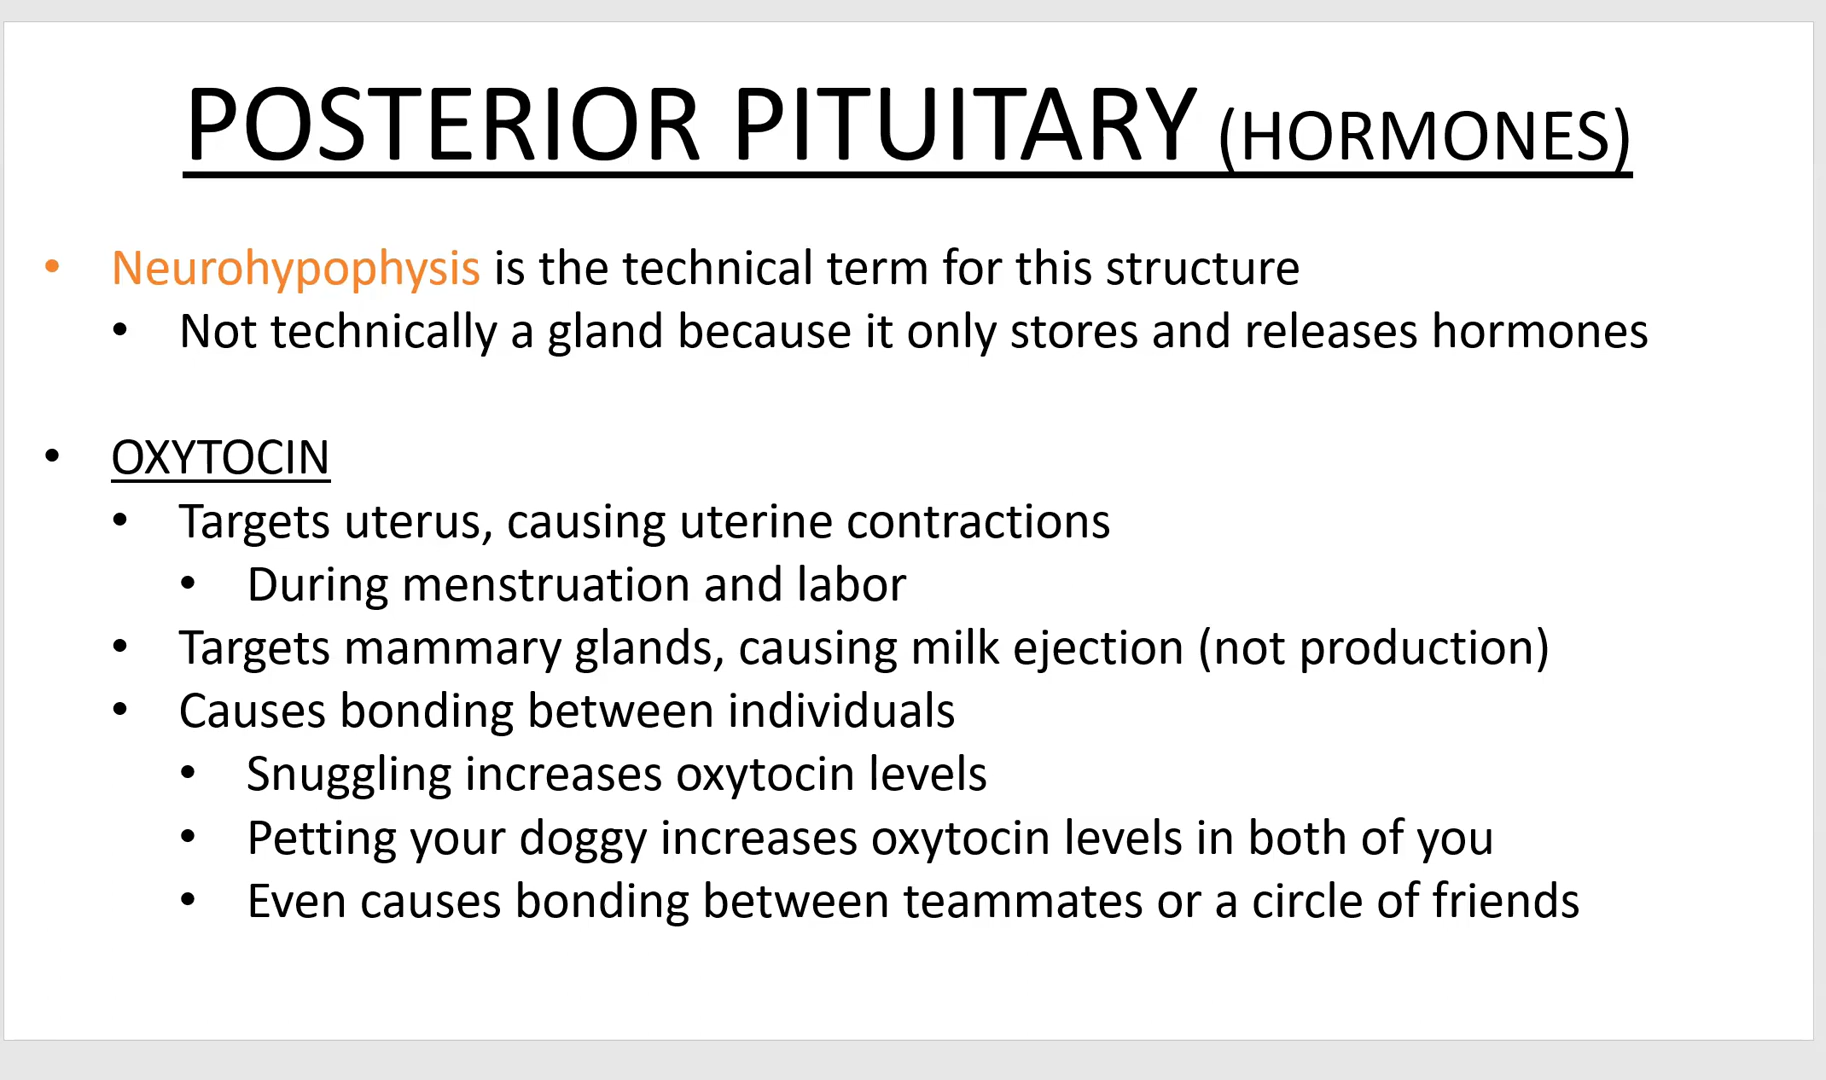 POSTERIOR PITUITARY (HORMONES)
• Neurohypophysis is the technical term for this structure
• Not technically a gland because it only stores and releases hormones
• OXYTOCIN
• Targets uterus, causing uterine contractions
• During menstruation and labor
• Targets mammary glands, causing milk ejection (not production)
• Causes bonding between individuals
• Snuggling increases oxytocin levels
• Petting your doggy increases oxytocin levels in both of you
• Even causes bonding between teammates or a circle of friends